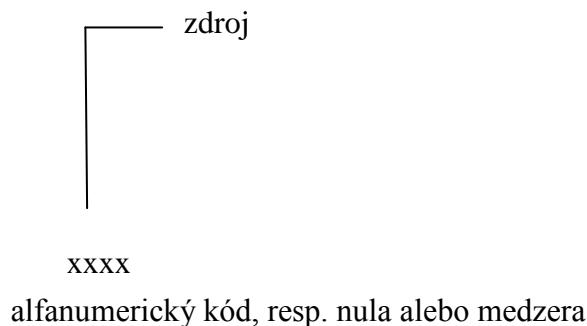 zdroj
xxxx
alfanumerický kód, resp. nula alebo medzera